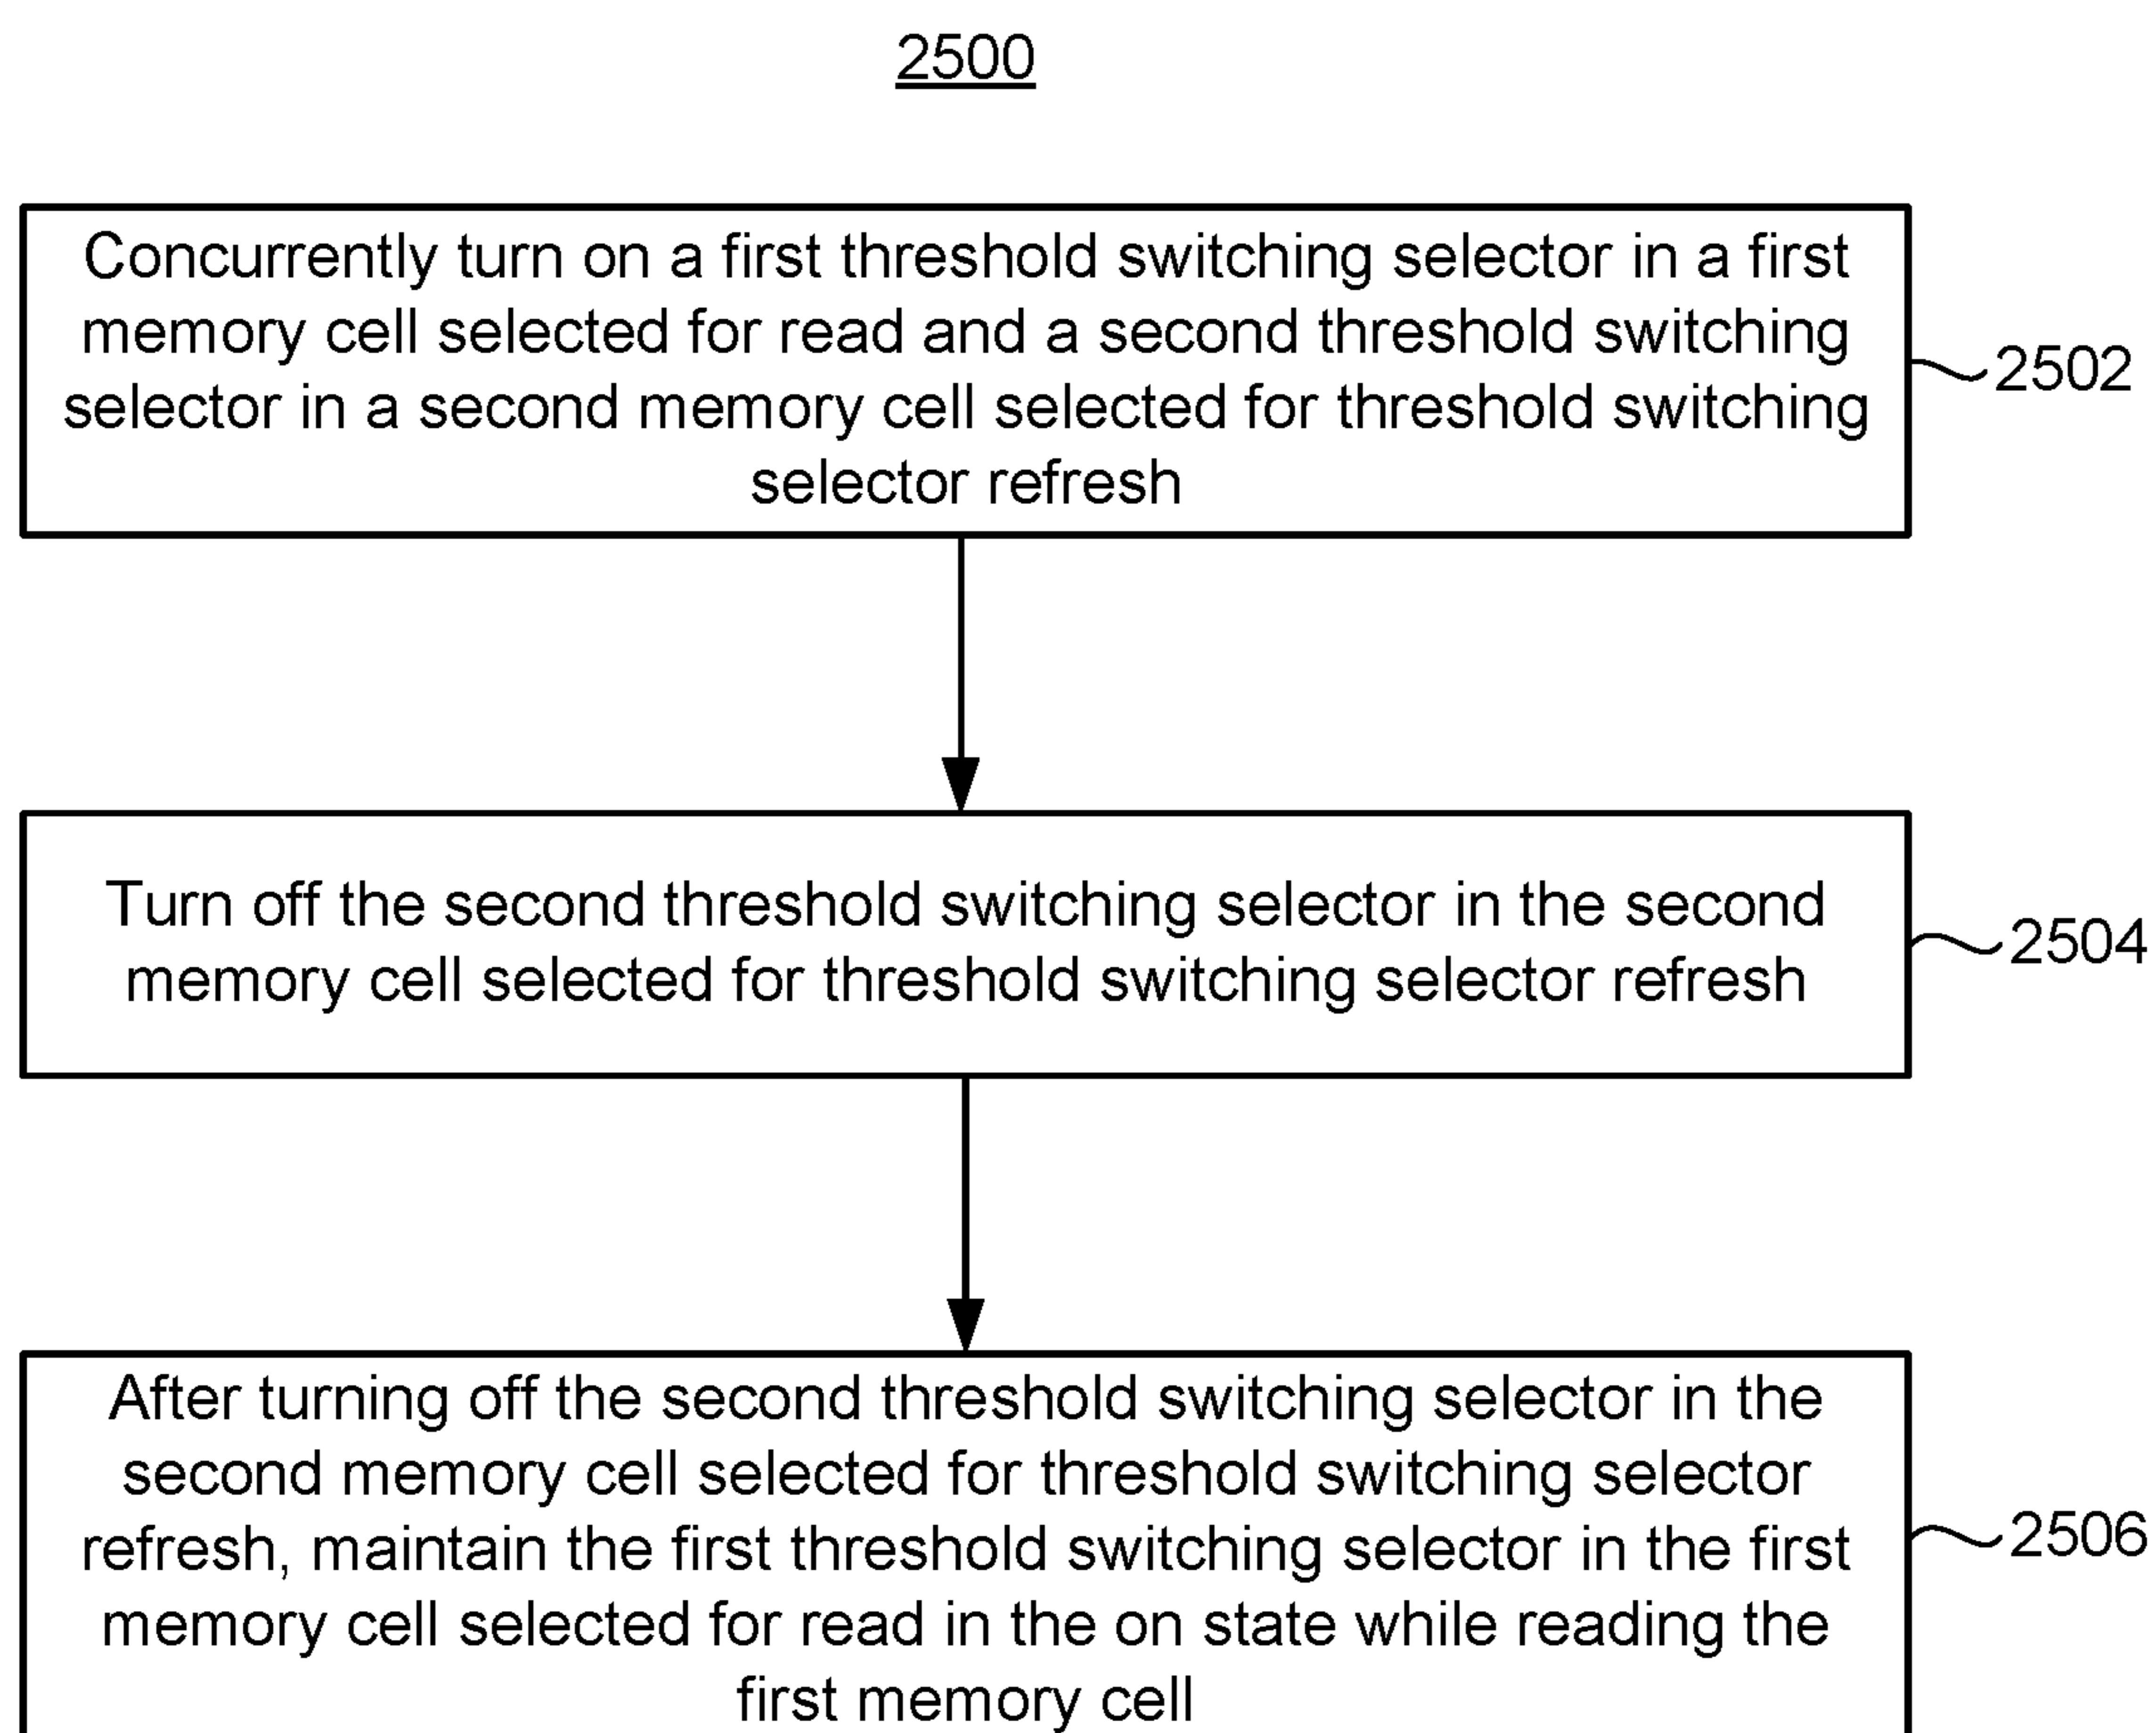 2500
Concurrently turn on a first threshold switching selector in a first
memory cell selected for read and a second threshold switching
selector in a second memory cell selected for threshold switching
selector refresh
2502
Turn off the second threshold switching selector in the second
memory cell selected for threshold switching selector refresh
2504
After turning off the second threshold switching selector in the
second memory cell selected for threshold switching selector
refresh, maintain the first threshold switching selector in the first
memory cell selected for read in the on state while reading the
first memory cell
2506